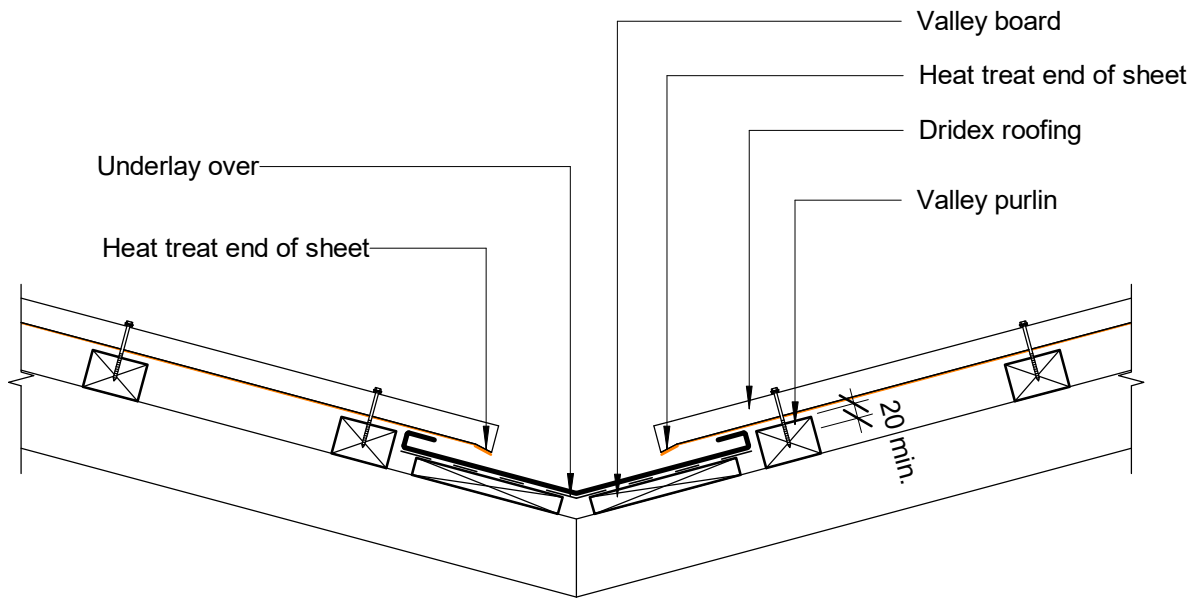 Valley board
Heat treat end of sheet
Dridex roofing
Underlay over
Valley purlin
Heat treat end of sheet
20 min.